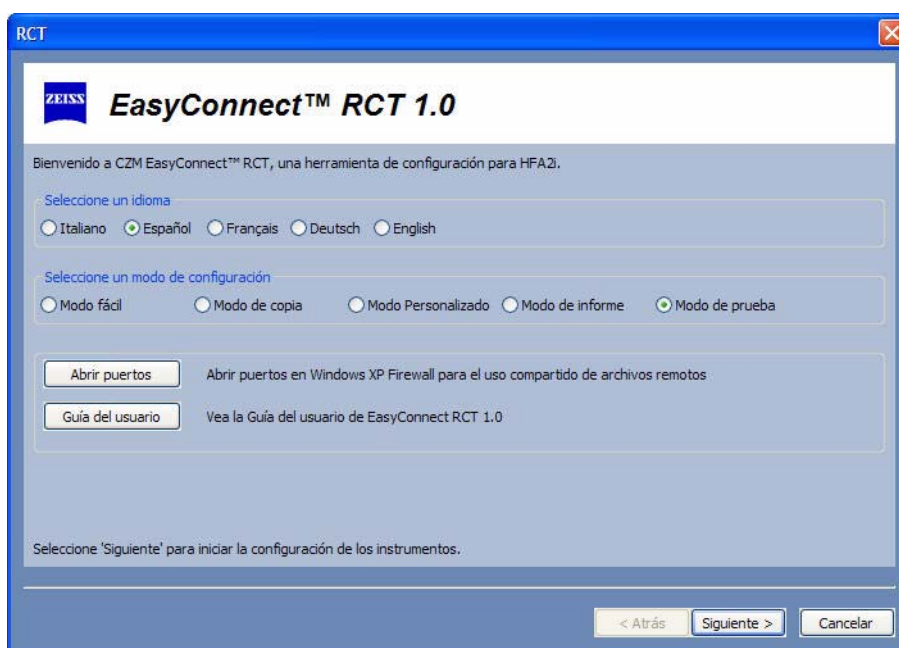 RCT
ZEISS
EasyConnect™ RCT 1.0
Bienvenido a CZM EasyConnect™ RCT, una herramienta de configuración para HFA2i.
Seleccione un idioma
Italiano Español Français Deutsch English
Seleccione un modo de configuración
Modo fácil Modo de copia Modo Personalizado Modo de informe Modo de prueba
Abrir puertos Abrir puertos en Windows XP Firewall para el uso compartido de archivos remotos
Guía del usuario Vea la Guía del usuario de EasyConnect RCT 1.0
Seleccione 'Siguiente' para iniciar la configuración de los instrumentos.
< Atrás Siguiente > Cancelar